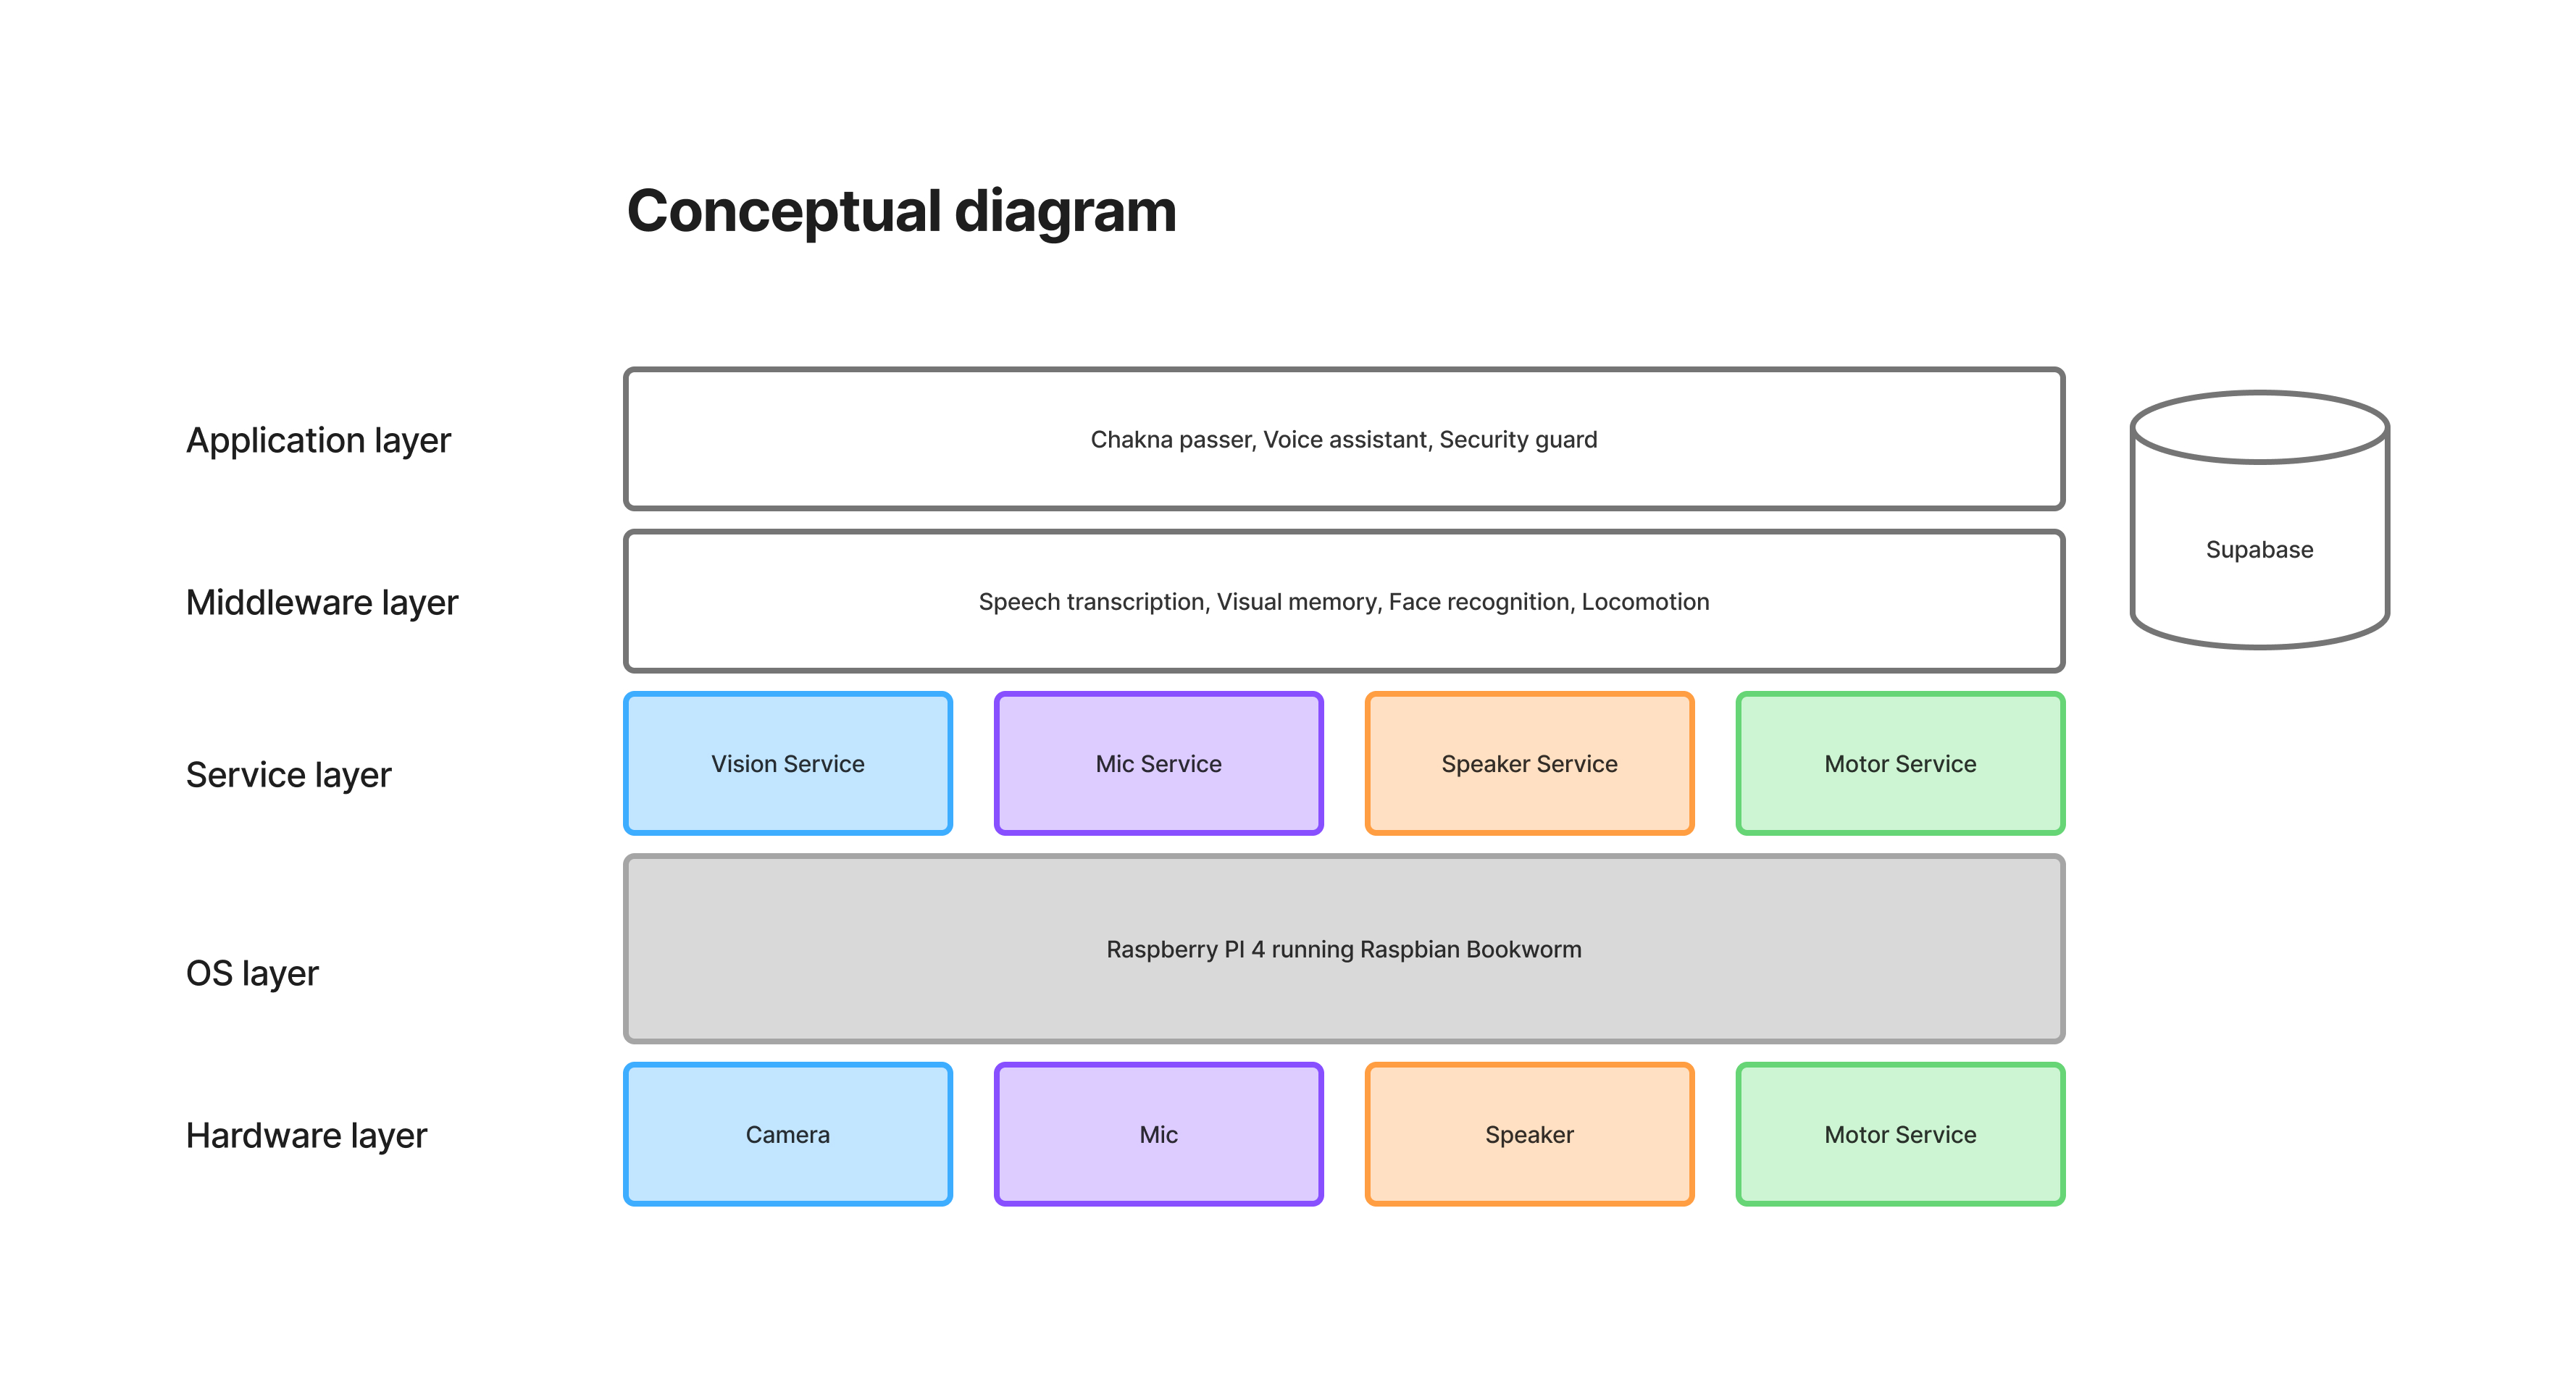 Conceptual diagram
Application layer
Chakna passer, Voice assistant, Security guard
Supabase
Middleware layer
Speech transcription, Visual memory, Face recognition, Locomotion
Service layer
Vision Service
Mic Service
Speaker Service
Motor Service
OS layer
Raspberry PI 4 running Raspbian Bookworm
Hardware layer
Camera
Mic
Speaker
Motor Service